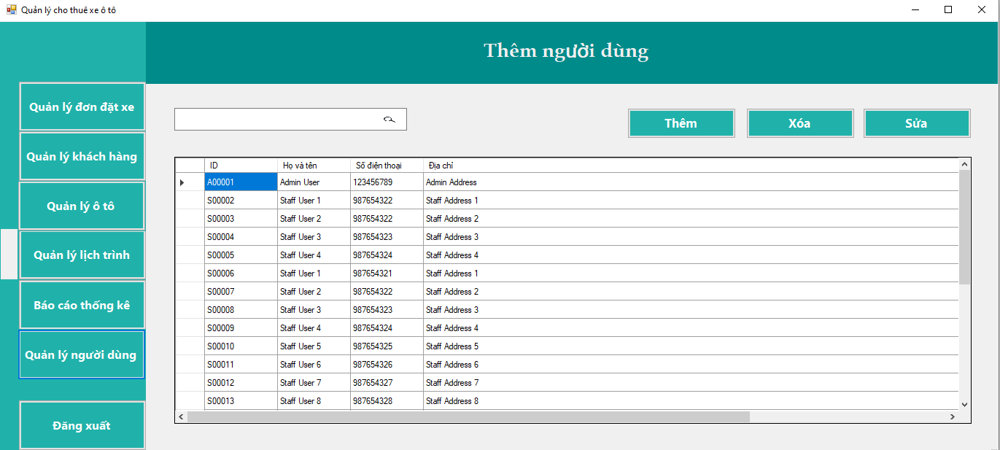 Quản lý cho thuê xe ô tô
Thêm người dùng
Quản lý đơn đặt xe
Quản lý khách hàng
Quản lý ô tô
Quản lý lịch trình
Báo cáo thống kê
Quản lý người dùng
Đăng xuất
Thêm Xóa Sửa
ID Họ và tên Số điện thoại Địa chỉ
A00001 Admin User 123456789 Admin Address
S00002 Staff User 1 987654322 Staff Address 1
S00003 Staff User 2 987654322 Staff Address 2
S00004 Staff User 3 987654323 Staff Address 3
S00005 Staff User 4 987654324 Staff Address 4
S00006 Staff User 1 987654321 Staff Address 1
S00007 Staff User 2 987654322 Staff Address 2
S00008 Staff User 3 987654323 Staff Address 3
S00009 Staff User 4 987654324 Staff Address 4
S00010 Staff User 5 987654325 Staff Address 5
S00011 Staff User 6 987654326 Staff Address 6
S00012 Staff User 7 987654327 Staff Address 7
S00013 Staff User 8 987654328 Staff Address 8